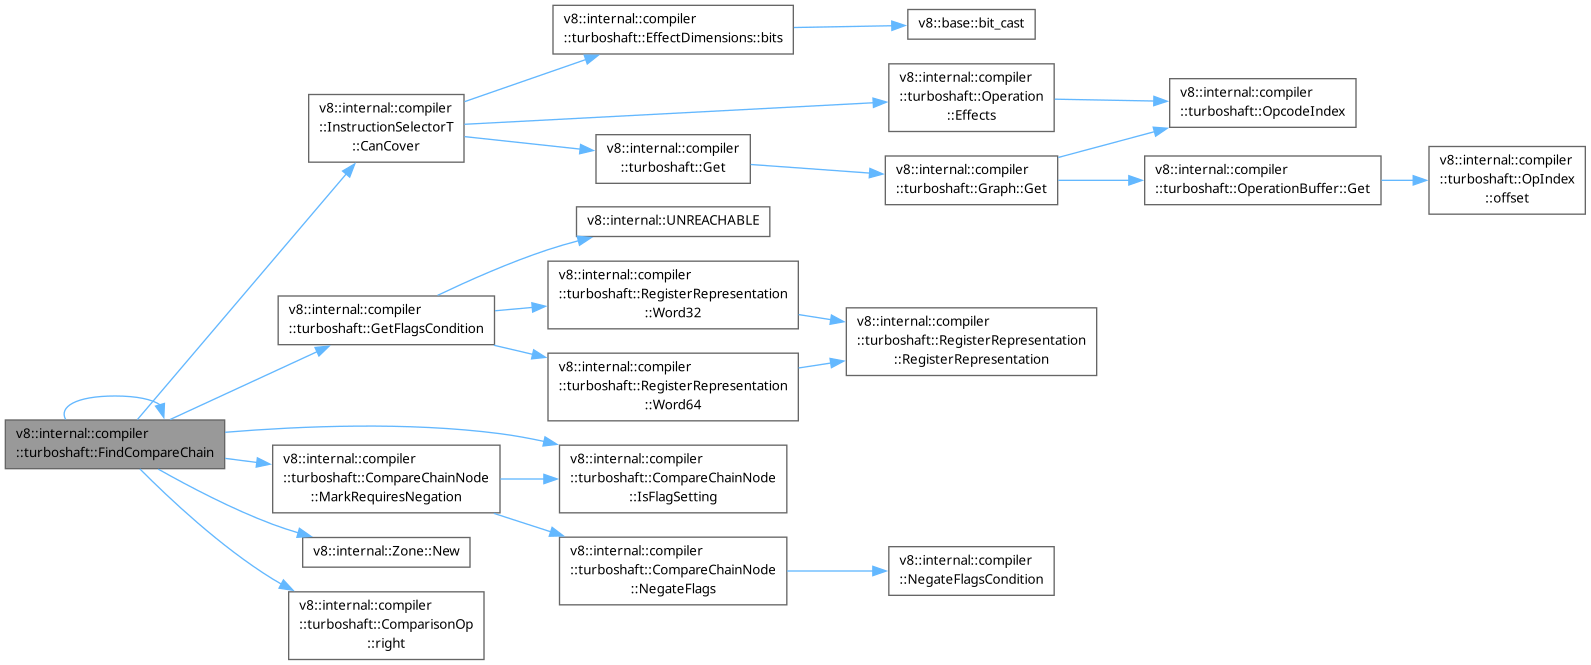 v8::internal::compiler
::turboshaft::FindCompareChain
v8::internal::compiler
::InstructionSelectorT
::CanCover
v8::internal::compiler
::turboshaft::EffectDimensions::bits
v8::base::bit_cast
v8::internal::compiler
::turboshaft::Operation
::Effects
v8::internal::compiler
::turboshaft::OpcodeIndex
v8::internal::compiler
::turboshaft::Get
v8::internal::compiler
::turboshaft::Graph::Get
v8::internal::compiler
::turboshaft::OperationBuffer::Get
v8::internal::compiler
::turboshaft::OpIndex
::offset
v8::internal::compiler
::turboshaft::GetFlagsCondition
v8::internal::UNREACHABLE
v8::internal::compiler
::turboshaft::RegisterRepresentation
::Word32
v8::internal::compiler
::turboshaft::RegisterRepresentation
::RegisterRepresentation
v8::internal::compiler
::turboshaft::RegisterRepresentation
::Word64
v8::internal::compiler
::turboshaft::CompareChainNode
::IsFlagSetting
v8::internal::compiler
::turboshaft::CompareChainNode
::MarkRequiresNegation
v8::internal::compiler
::turboshaft::CompareChainNode
::NegateFlags
v8::internal::compiler
::NegateFlagsCondition
v8::internal::Zone::New
v8::internal::compiler
::turboshaft::ComparisonOp
::right